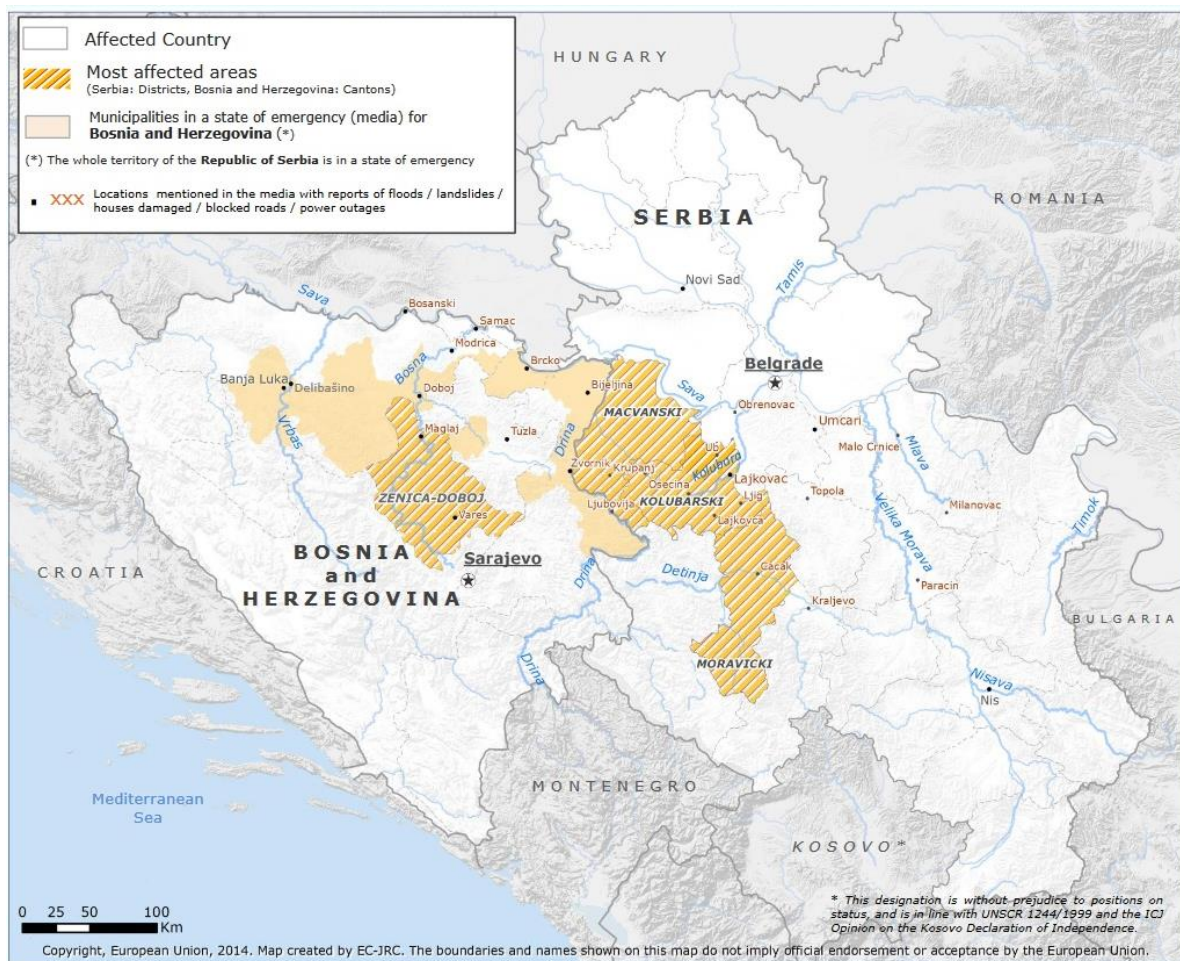 Affected Country
Most affected areas
(Serbia: Districts, Bosnia and Herzegovina: Cantons)
Municipalities in a state of emergency (media) for
Bosnia and Herzegovina (*)
(*) The whole territory of the Republic of Serbia is in a state of emergency
XXX Locations mentioned in the media with reports of floods / landslides /
houses damaged / blocked roads / power outages
HUNGARY
ROMANIA
SERBIA
Novi Sad
Tamis
Sava
Bosanski
Samac
Modrica
Bosna
Brcko
Belgrade
Banja Luka
Delibašino
Doboj
Bijeljina
Sava
MACVANSKI
Obrenovac
Umcari
Vrbas
Maglaj
Tuzla
Drina
Ub
Malo Crnice
Mlava
Zvornik
Krupanj
Osecina
Kolubara
Lajkovac
ZENICA-DOBOJ
Ljubovija
KOLUBARSKI
Ljig
Topola
Vares
Lajkovca
Milanovac
Timok
Velika Morava
BOSNIA
and
HERZEGOVINA
Sarajevo
Drina
Detinja
Cacak
Paracin
Kraljevo
CROATIA
BULGARIA
Drina
MORAVICKI
Nisava
Nis
MONTENEGRO
Mediterranean
Sea
KOSOVO*
0 25 50 100
Km
* This designation is without prejudice to positions on
status, and is in line with UNSCR 1244/1999 and the ICJ
Opinion on the Kosovo Declaration of Independence.
Copyright, European Union, 2014. Map created by EC-JRC. The boundaries and names shown on this map do not imply official endorsement or acceptance by the European Union.